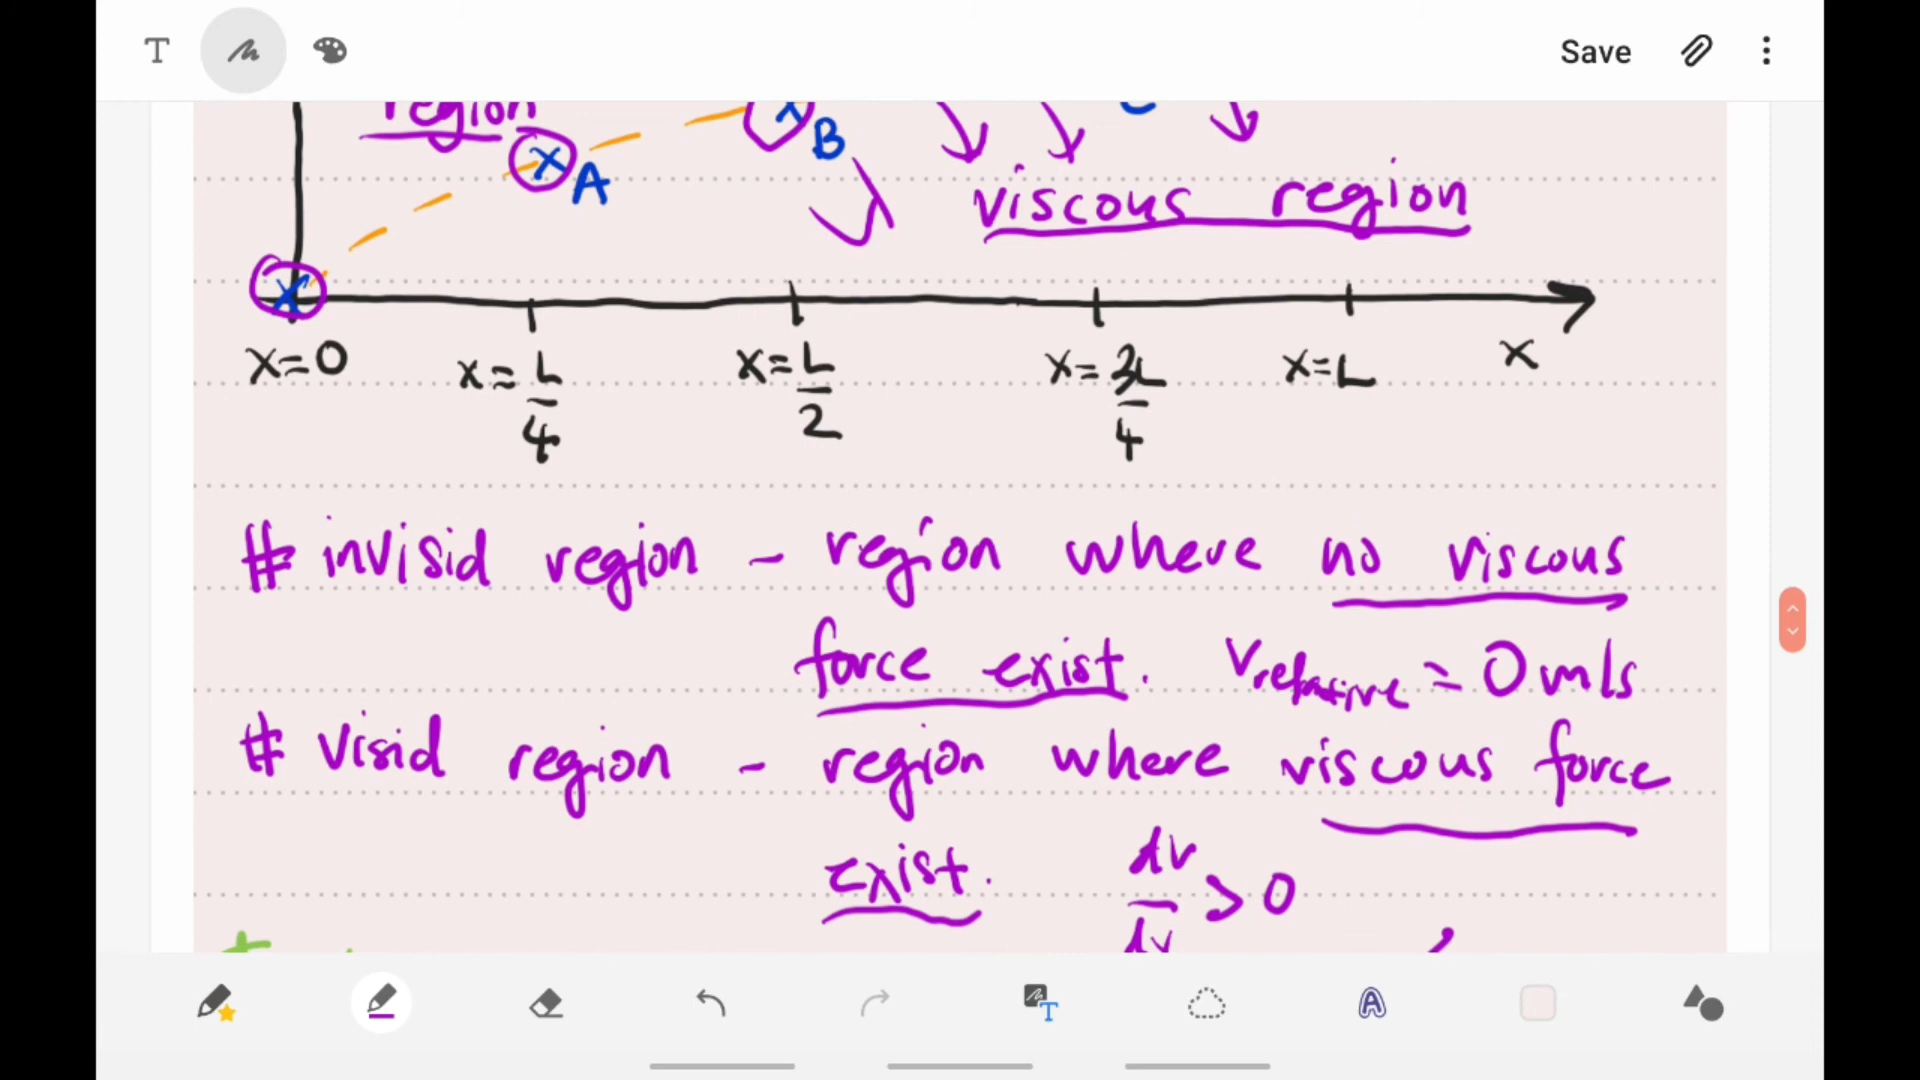 T Save
region
A B C
viscous region
x=0 x=L/4 x=L/2 x=3L/4 x=L x
# invisid region - region where no viscous
force exist. Vrelative = 0 m/s
# visid region - region where viscous force
exist. dv/dy > 0